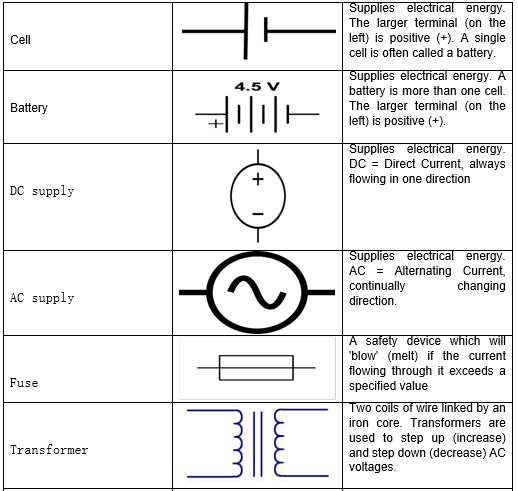 Cell
Supplies electrical energy.
The larger terminal (on the
left) is positive (+). A single
cell is often called a battery.
Battery
4.5 V
+
Supplies electrical energy. A
battery is more than one cell.
The larger terminal (on the
left) is positive (+).
DC supply
+
−
Supplies electrical energy.
DC = Direct Current, always
flowing in one direction
AC supply
Supplies electrical energy.
AC = Alternating Current,
continually changing
direction.
Fuse
A safety device which will
'blow' (melt) if the current
flowing through it exceeds a
specified value
Transformer
Two coils of wire linked by an
iron core. Transformers are
used to step up (increase)
and step down (decrease) AC
voltages.